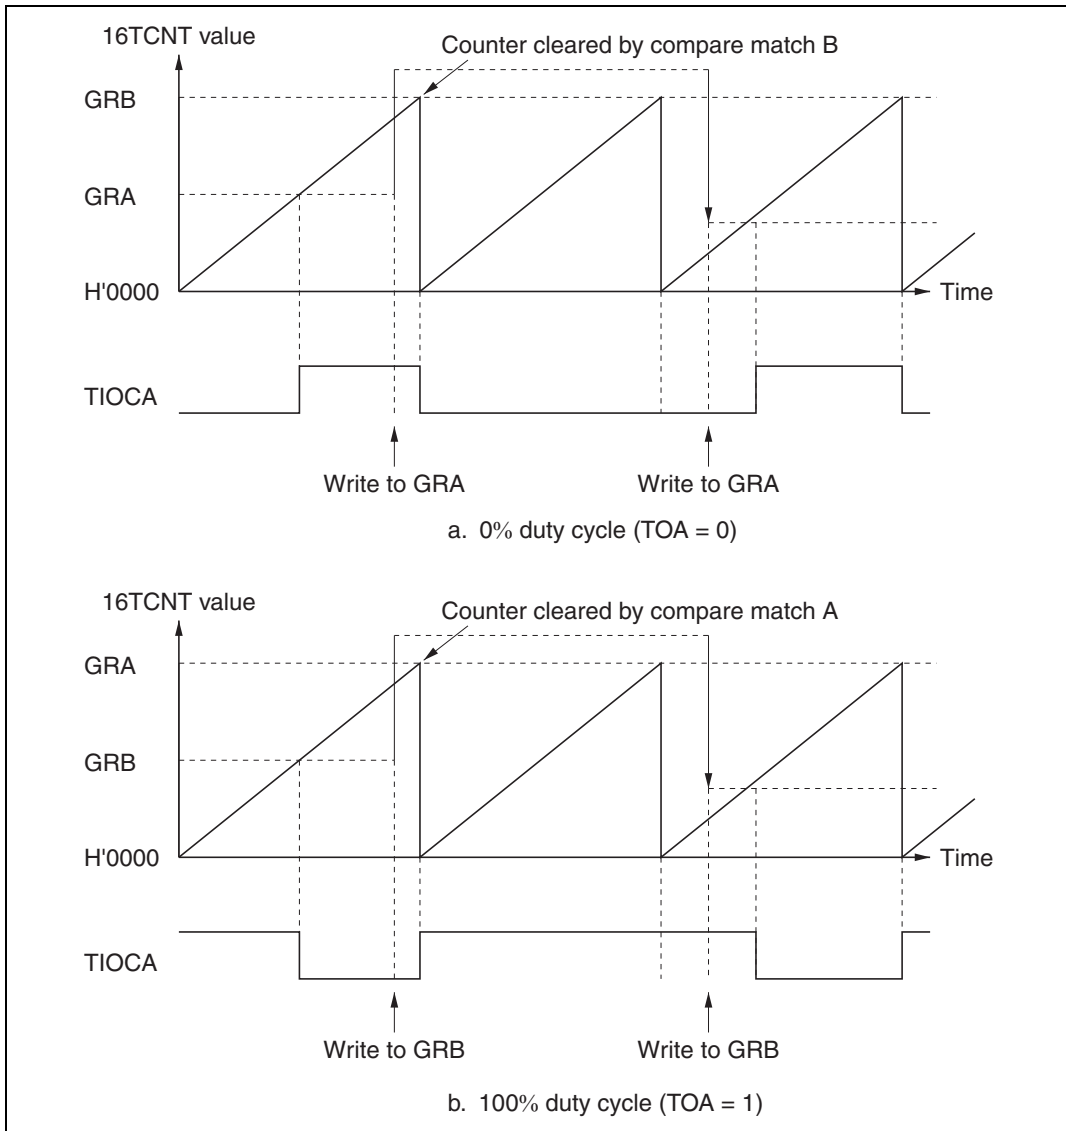 16TCNT value
Counter cleared by compare match B
GRB
GRA
H'0000
Time
TIOCA
Write to GRA
Write to GRA
a. 0% duty cycle (TOA = 0)
16TCNT value
Counter cleared by compare match A
GRA
GRB
H'0000
Time
TIOCA
Write to GRB
Write to GRB
b. 100% duty cycle (TOA = 1)